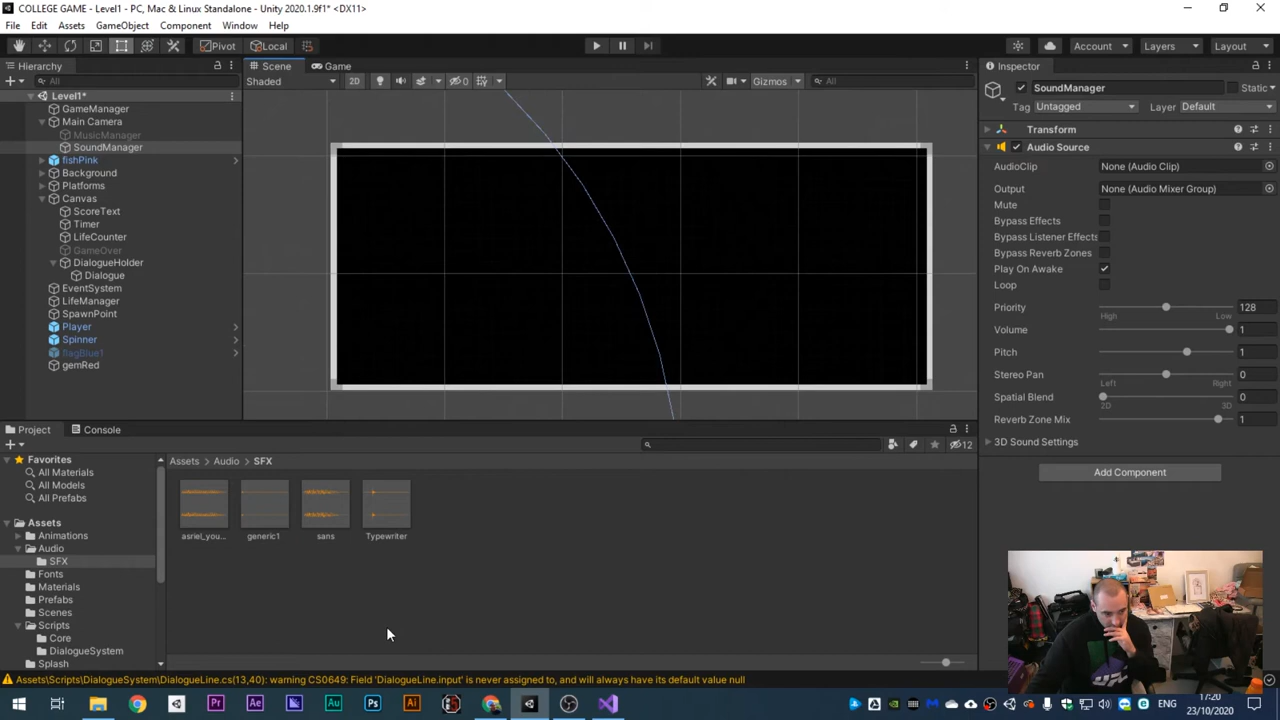 COLLEGE GAME - Level1 - PC, Mac & Linux Standalone - Unity 2020.1.9f1* <DX11>
File Edit Assets GameObject Component Window Help
Pivot Local Account Layers Layout
Hierarchy
All
Level1*
GameManager
Main Camera
MusicManager
SoundManager
fishPink
Background
Platforms
Canvas
ScoreText
Timer
LifeCounter
GameOver
DialogueHolder
Dialogue
EventSystem
LifeManager
SpawnPoint
Player
Spinner
flagBlue1
gemRed
Scene Game
Shaded 2D 0 Gizmos All
Inspector
SoundManager Static
Tag Untagged Layer Default
Transform
Audio Source
AudioClip None (Audio Clip)
Output None (Audio Mixer Group)
Mute
Bypass Effects
Bypass Listener Effects
Bypass Reverb Zones
Play On Awake
Loop
Priority 128
High Low
Volume 1
Pitch 1
Stereo Pan 0
Left Right
Spatial Blend 0
2D 3D
Reverb Zone Mix 1
3D Sound Settings
Add Component
Project Console
12
Favorites
All Materials
All Models
All Prefabs
Assets
Animations
Audio
SFX
Fonts
Materials
Prefabs
Scenes
Scripts
Core
DialogueSystem
Splash
Assets Audio SFX
asriel_you... generic1 sans Typewriter
Assets\Scripts\DialogueSystem\DialogueLine.cs(13,40): warning CS0649: Field 'DialogueLine.input' is never assigned to, and will always have its default value null
Pr Ae Au Ps Ai
ENG
17:20
23/10/2020